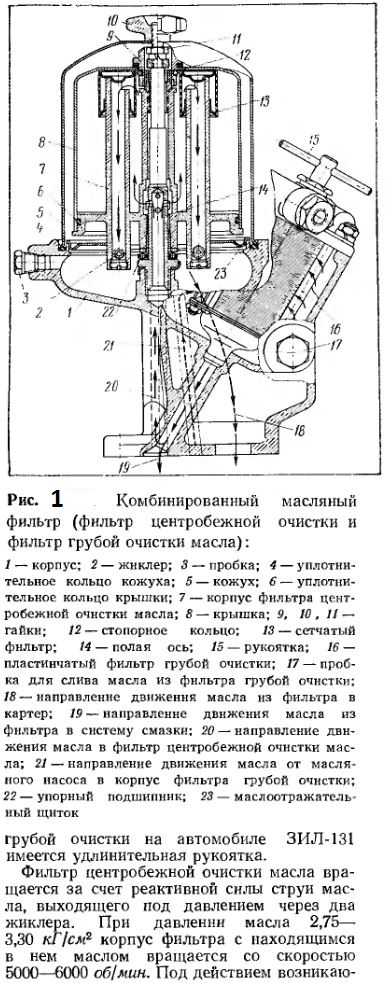 10
11
9
12
13
15
8
7
14
6
5
4
3
23
2
1
22
16
17
21
20
18
19
Рис. 1 Комбинированный масляный
фильтр (фильтр центробежной очистки и
фильтр грубой очистки масла):
1 — корпус; 2 — жиклер; 3 — пробка; 4 — уплотни-
тельное кольцо кожуха; 5 — кожух; 6 — уплотни-
тельное кольцо крышки; 7 — корпус фильтра цент-
робежной очистки масла; 8 — крышка; 9, 10, 11 —
гайки; 12 — стопорное кольцо; 13 — сетчатый
фильтр; 14 — полая ось; 15 — рукоятка; 16 —
пластинчатый фильтр грубой очистки; 17 — проб-
ка для слива масла из фильтра грубой очистки;
18 — направление движения масла из фильтра в
картер; 19 — направление движения масла из
фильтра в систему смазки; 20 — направление дви-
жения масла в фильтр центробежной очистки мас-
ла; 21 — направление движения масла от масля-
ного насоса в корпус фильтра грубой очистки;
22 — упорный подшипник; 23 — маслоотражатель-
ный щиток
грубой очистки на автомобиле ЗИЛ-131
имеется удлинительная рукоятка.
Фильтр центробежной очистки масла вра-
щается за счет реактивной силы струи мас-
ла, выходящего под давлением через два
жиклера. При давлении масла 2,75—
3,30 кГ/см² корпус фильтра с находящимся
в нем маслом вращается со скоростью
5000—6000 об/мин. Под действием возникаю-